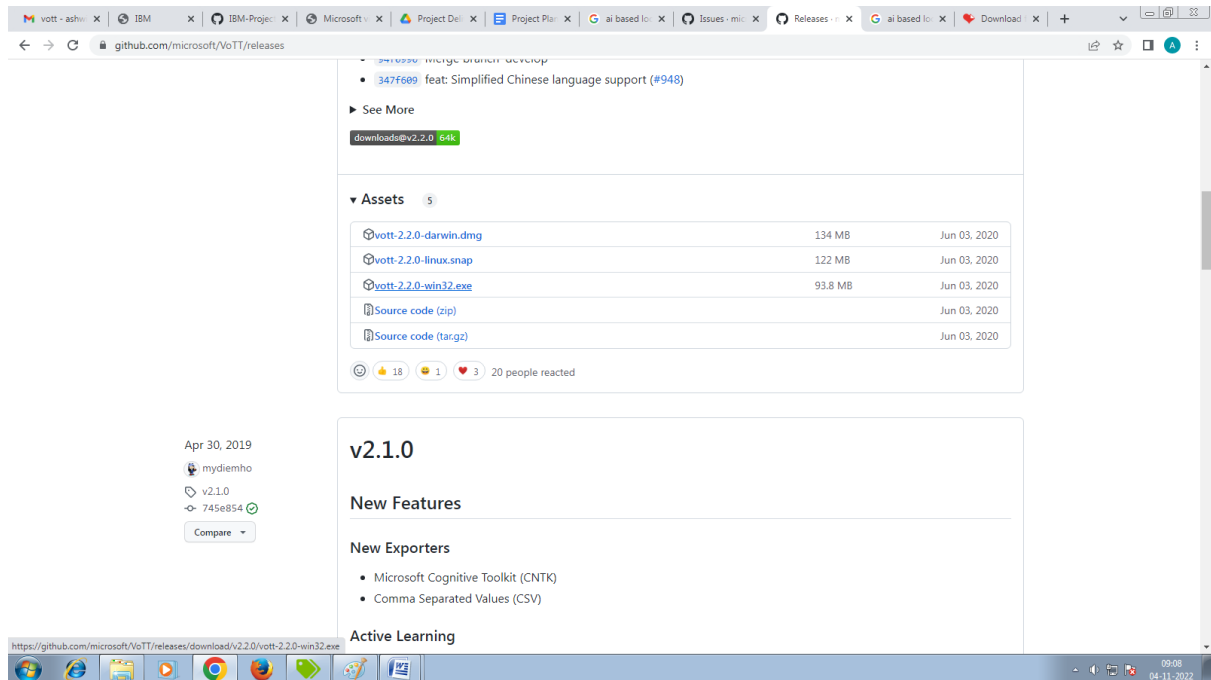 vott - ashw
IBM
IBM-Project
Microsoft v
Project Del
Project Plan
ai based loc
Issues · mic
Releases · m
ai based loc
Download
github.com/microsoft/VoTT/releases
A
Merge branch 'develop'
347f609 feat: Simplified Chinese language support (#948)
See More
downloads@v2.2.0 64k
Assets 5
vott-2.2.0-darwin.dmg 134 MB Jun 03, 2020
vott-2.2.0-linux.snap 122 MB Jun 03, 2020
vott-2.2.0-win32.exe 93.8 MB Jun 03, 2020
Source code (zip) Jun 03, 2020
Source code (tar.gz) Jun 03, 2020
18 1 3 20 people reacted
Apr 30, 2019
mydiemho
v2.1.0
745e854
Compare
v2.1.0
New Features
New Exporters
Microsoft Cognitive Toolkit (CNTK)
Comma Separated Values (CSV)
Active Learning
https://github.com/microsoft/VoTT/releases/download/v2.2.0/vott-2.2.0-win32.exe
09:08
04-11-2022